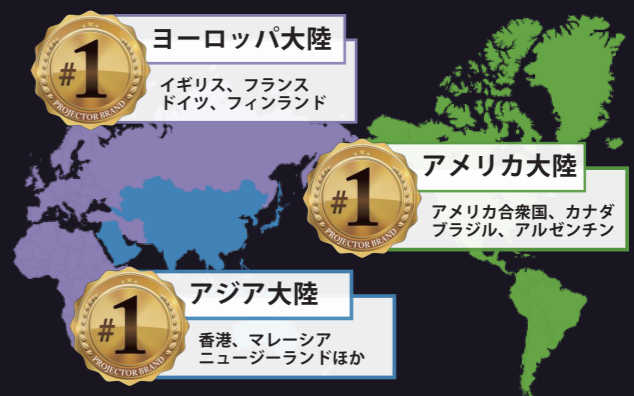 #1
PROJECTOR BRAND
ヨーロッパ大陸
イギリス、フランス
ドイツ、フィンランド
#1
PROJECTOR BRAND
アメリカ大陸
アメリカ合衆国、カナダ
ブラジル、アルゼンチン
#1
PROJECTOR BRAND
アジア大陸
香港、マレーシア
ニュージーランドほか